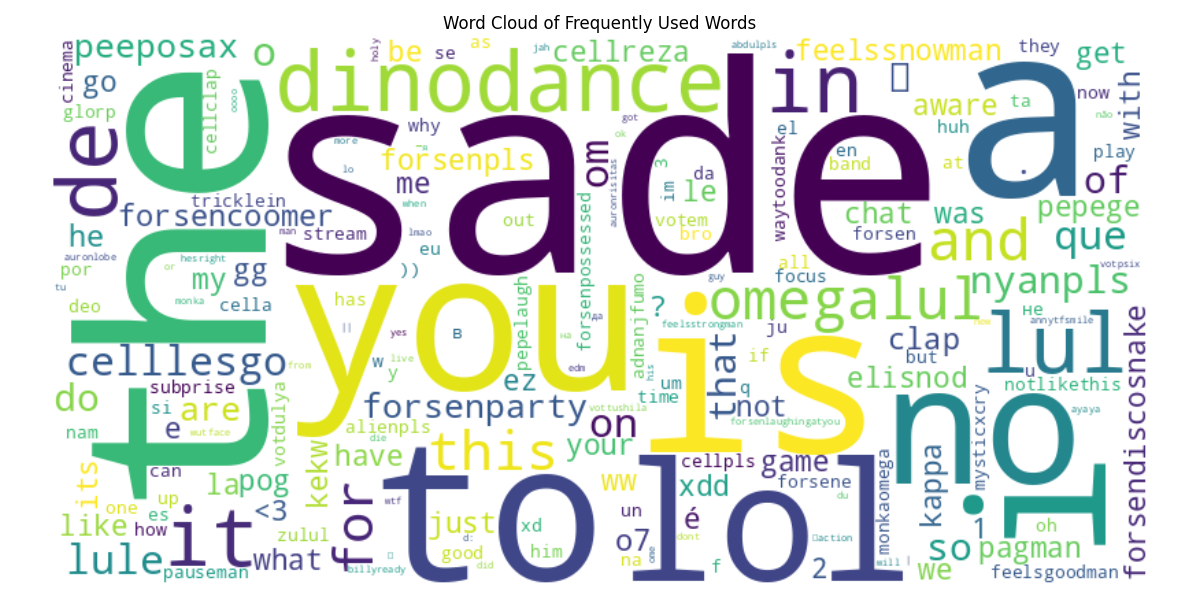 Word Cloud of Frequently Used Words
peeposax o be se as jah cellreza abdulpls feelssnowman they get
cinema go holy dinodance in aware ta now with
glorp cellclap oooo the de sade a
why more got ok el huh não
forsenpls om 3 en band at play
lo me im da le waytoodank . of
tricklein forsencoomer when out auronrisitas votem bro chat was pepege
he man stream lmao forsen and que
auronlobe hesright eu )) forsenpossessed all focus votpsix
por or my gg you pepelaugh guy nyanpls
tu deo monka cella has is omegalul
? не annytfsmile lul
|| yes в на да feelsstrongman ju new clap
celllesgo from w live y edm his adnanjfumo that if but u forsendiscosnake
do subprise ez um time q elisnod notlikethis
si are forsenparty vottushila not no ayaya
nam e wutface votdulya alienpls die on forsenlaughingatyou mysticxcry
its can kekw have this your cellpls game kappa I
la pog to lol ww xdd forsene monkaomega
one up <3 for wtf un é du 1
like how es it zulul just xd d: o7 dont action oh
lule pauseman what billyready good did him na ome f 2 will | so we pagman feelsgoodman